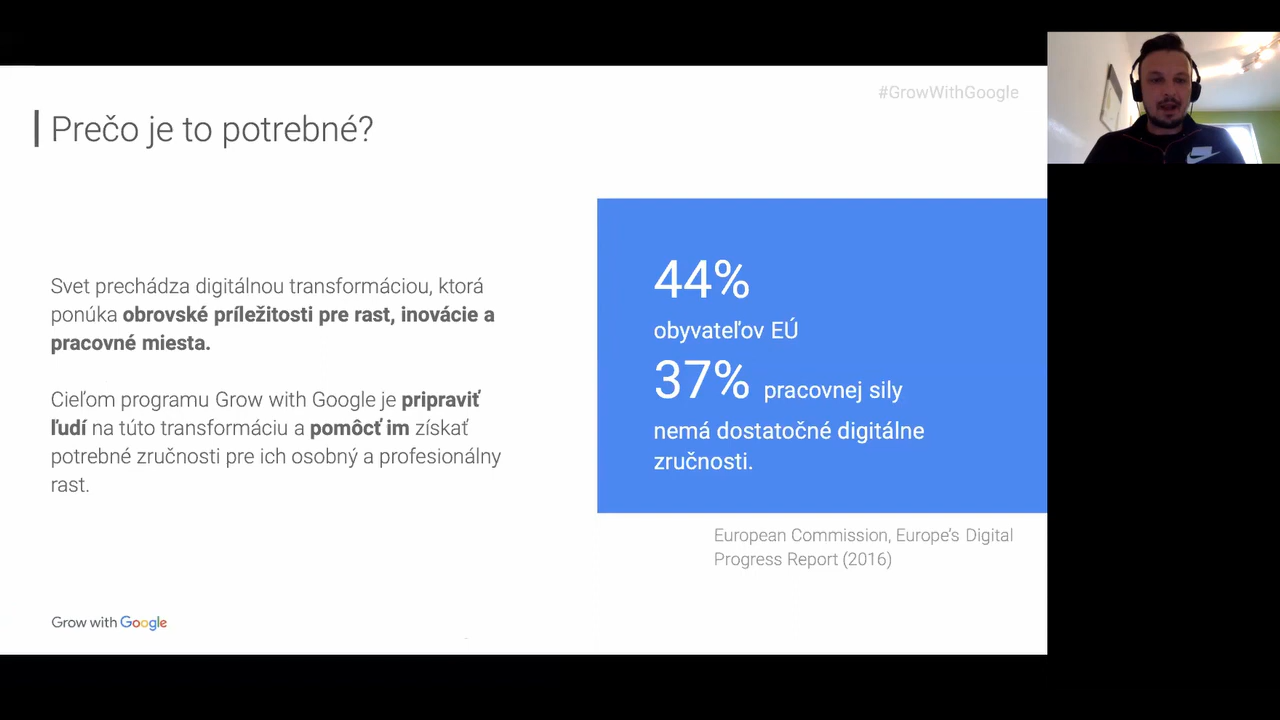 #GrowWithGoogle
Prečo je to potrebné?
Svet prechádza digitálnou transformáciou, ktorá
ponúka obrovské príležitosti pre rast, inovácie a
pracovné miesta.
Cieľom programu Grow with Google je pripraviť
ľudí na túto transformáciu a pomôcť im získať
potrebné zručnosti pre ich osobný a profesionálny
rast.
44%
obyvateľov EÚ
37% pracovnej sily
nemá dostatočné digitálne
zručnosti.
European Commission, Europe's Digital
Progress Report (2016)
Grow with Google